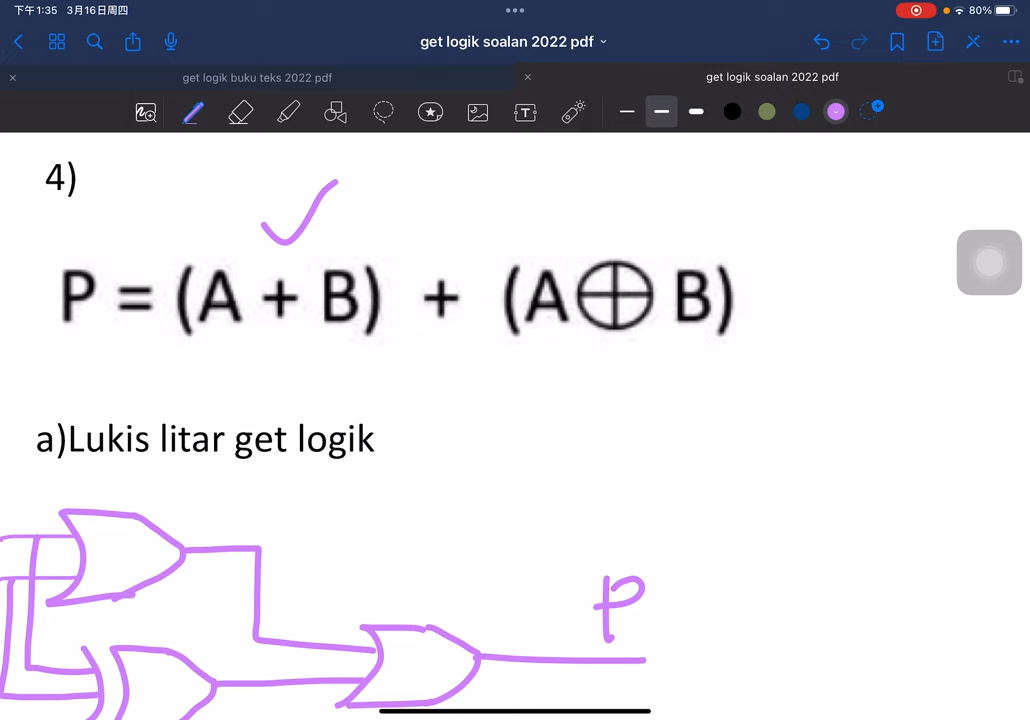 下午1:35 3月16日周四
80%
get logik soalan 2022 pdf
get logik buku teks 2022 pdf
get logik soalan 2022 pdf
T
4)
P = (A + B) + (A⊕B)
a)Lukis litar get logik
P